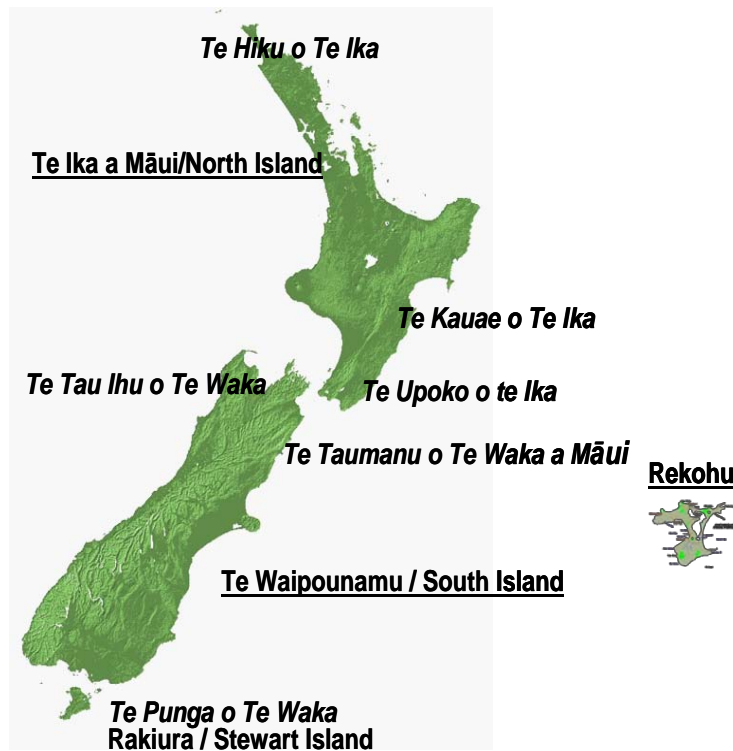 Te Hiku o Te Ika
Te Ika a Māui/North Island
Te Kauae o Te Ika
Te Tau Ihu o Te Waka
Te Upoko o te Ika
Te Taumanu o Te Waka a Māui
Rekohu
Te Waipounamu / South Island
Te Punga o Te Waka
Rakiura / Stewart Island